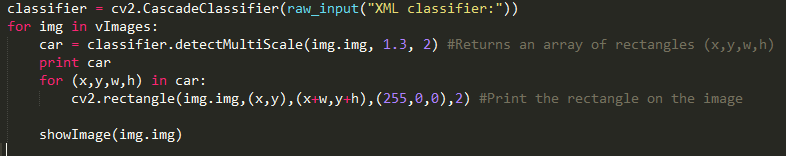 classifier = cv2.CascadeClassifier(raw_input("XML classifier:"))
for img in vImages:
    car = classifier.detectMultiScale(img.img, 1.3, 2) #Returns an array of rectangles (x,y,w,h)
    print car
    for (x,y,w,h) in car:
        cv2.rectangle(img.img,(x,y),(x+w,y+h),(255,0,0),2) #Print the rectangle on the image
    showImage(img.img)